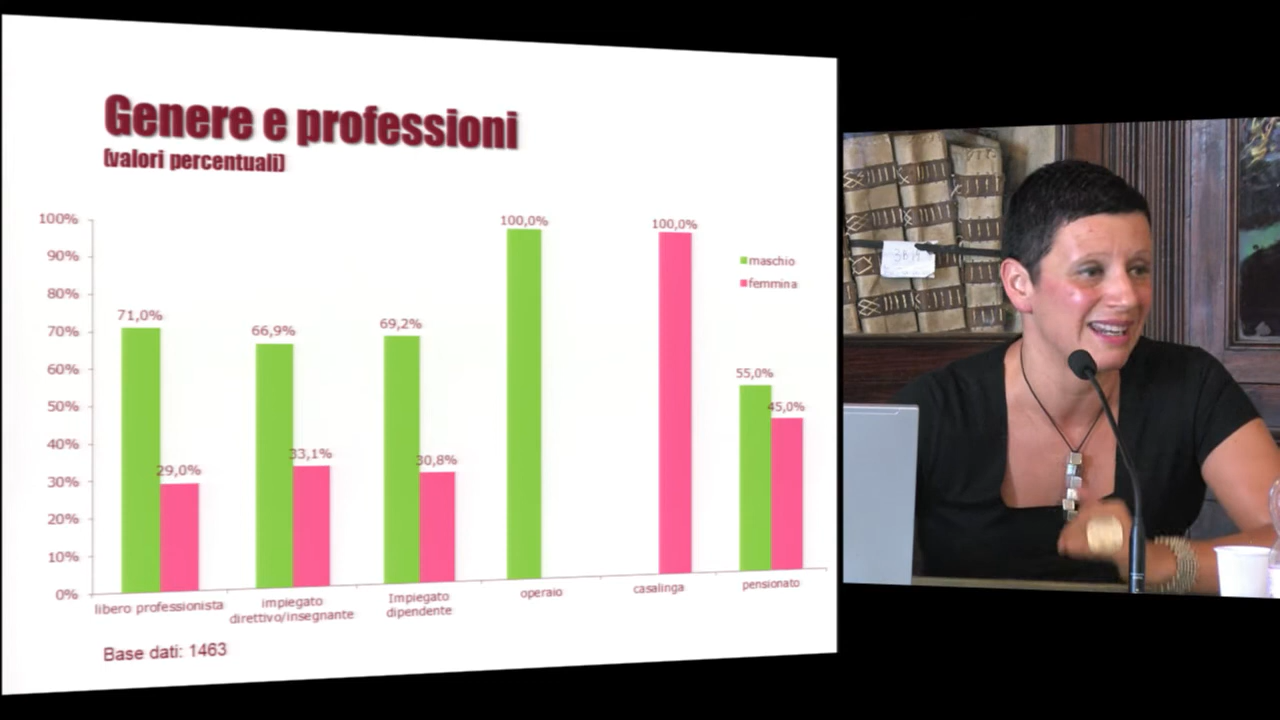 Genere e professioni
(valori percentuali)
100%
90%
80%
70%
60%
50%
40%
30%
20%
10%
0%
71,0%
29,0%
66,9%
33,1%
69,2%
30,8%
100,0%
100,0%
55,0%
45,0%
maschio
femmina
libero professionista
impiegato
direttivo/insegnante
Impiegato
dipendente
operaio
casalinga
pensionato
Base dati: 1463